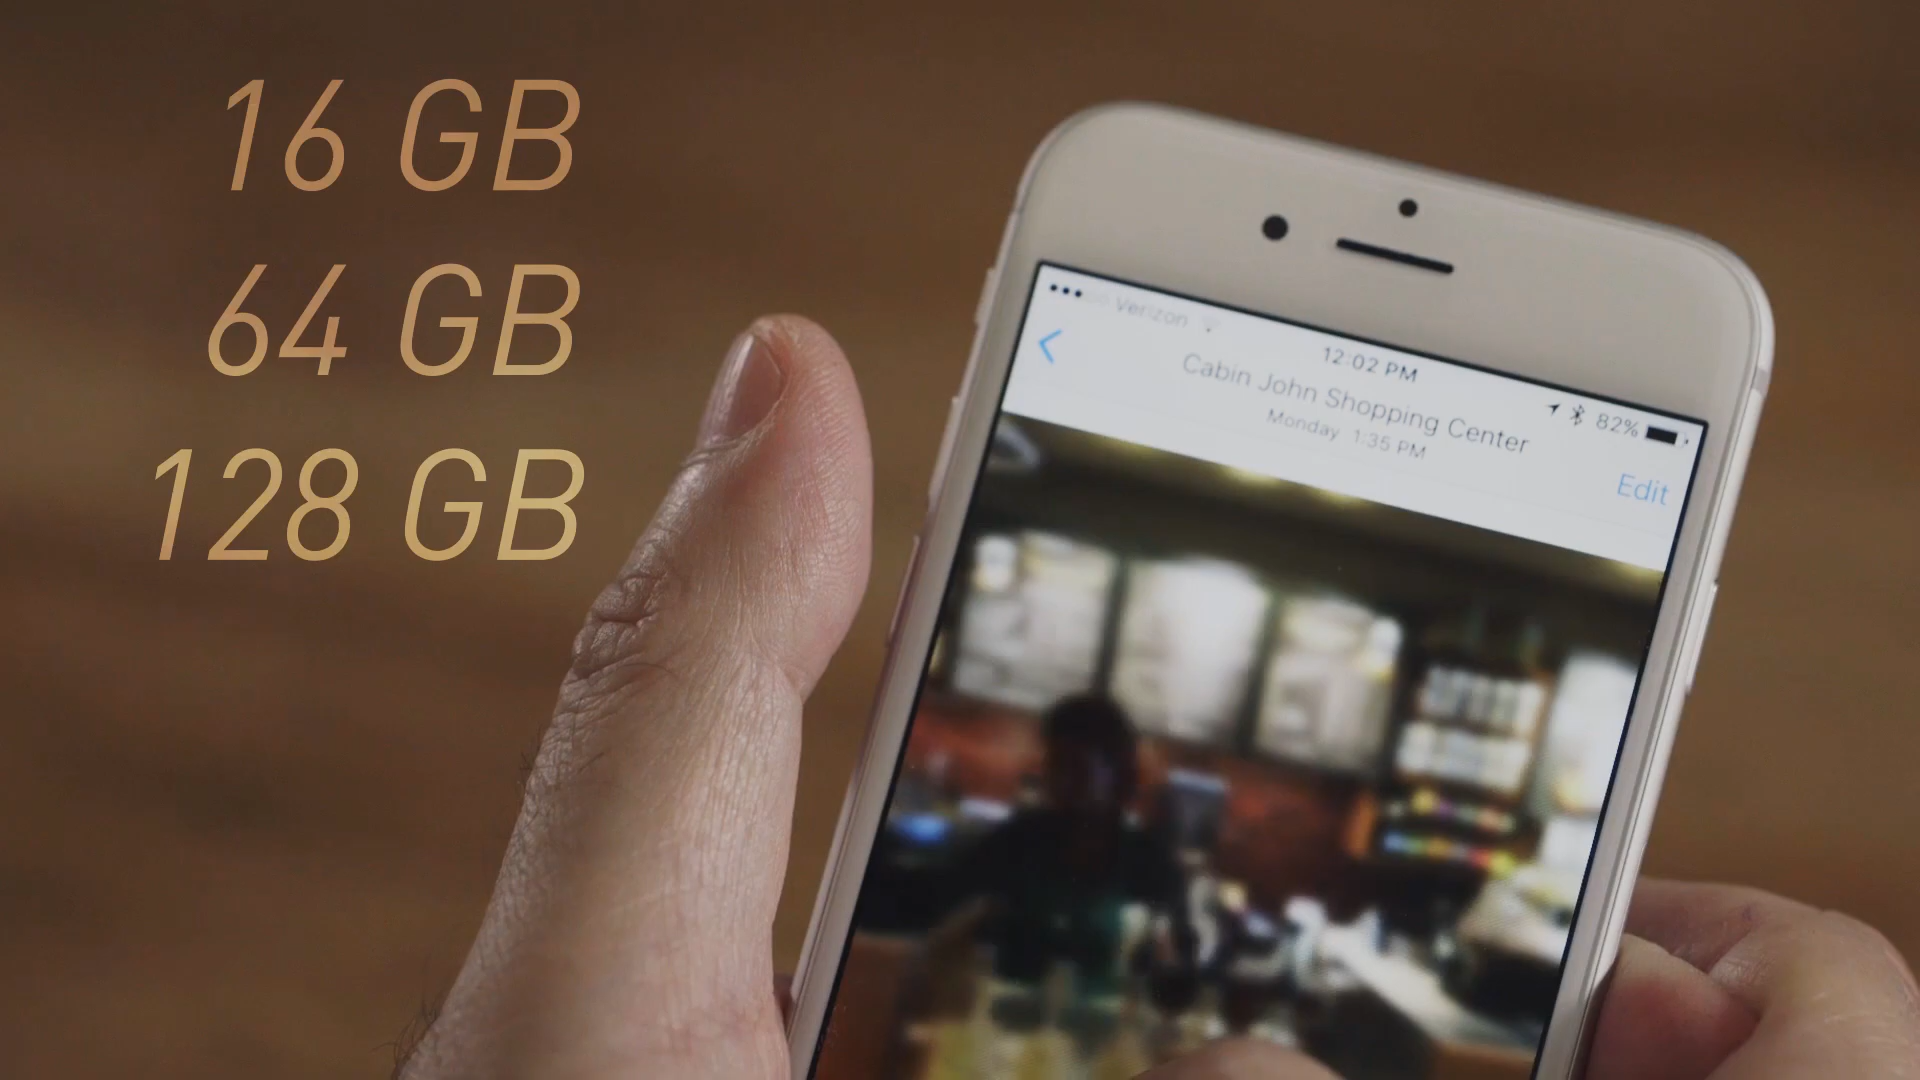 16 GB
64 GB
128 GB
Verizon
12:02 PM
82%
Cabin John Shopping Center
Monday 1:35 PM
Edit